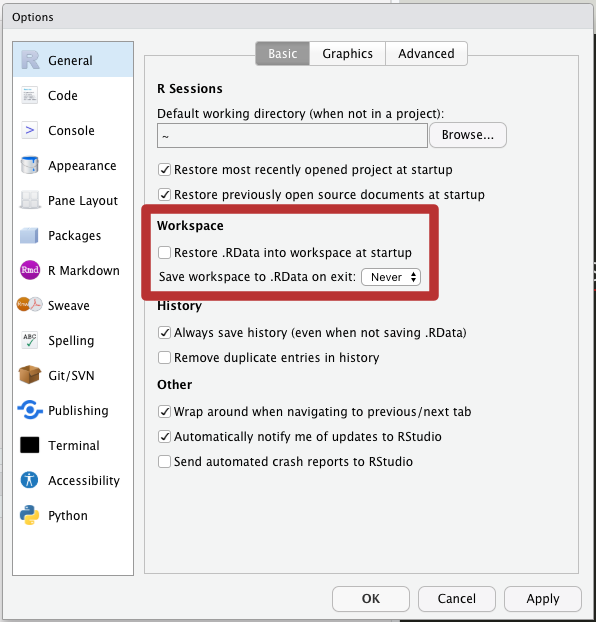 Options
General
Code
Console
Appearance
Pane Layout
Packages
Rmd R Markdown
Sweave
ABC Spelling
Git/SVN
Publishing
Terminal
Accessibility
Python
Basic Graphics Advanced
R Sessions
Default working directory (when not in a project):
~ Browse...
Restore most recently opened project at startup
Restore previously open source documents at startup
Workspace
Restore .RData into workspace at startup
Save workspace to .RData on exit: Never
History
Always save history (even when not saving .RData)
Remove duplicate entries in history
Other
Wrap around when navigating to previous/next tab
Automatically notify me of updates to RStudio
Send automated crash reports to RStudio
OK Cancel Apply